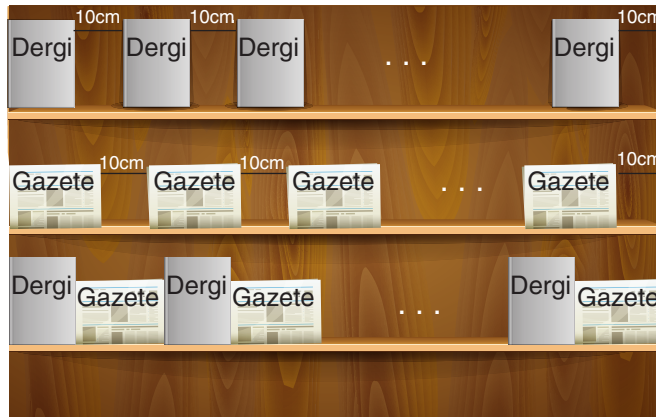 10cm 10cm 10cm
Dergi Dergi Dergi . . . Dergi
10cm 10cm 10cm
Gazete Gazete Gazete . . . Gazete
Dergi Gazete Dergi Gazete . . . Dergi Gazete